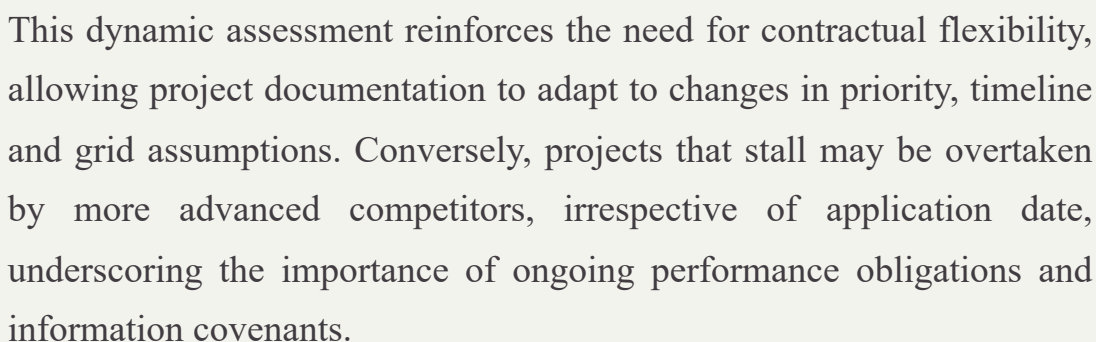 This dynamic assessment reinforces the need for contractual flexibility,
allowing project documentation to adapt to changes in priority, timeline
and grid assumptions. Conversely, projects that stall may be overtaken
by more advanced competitors, irrespective of application date,
underscoring the importance of ongoing performance obligations and
information covenants.